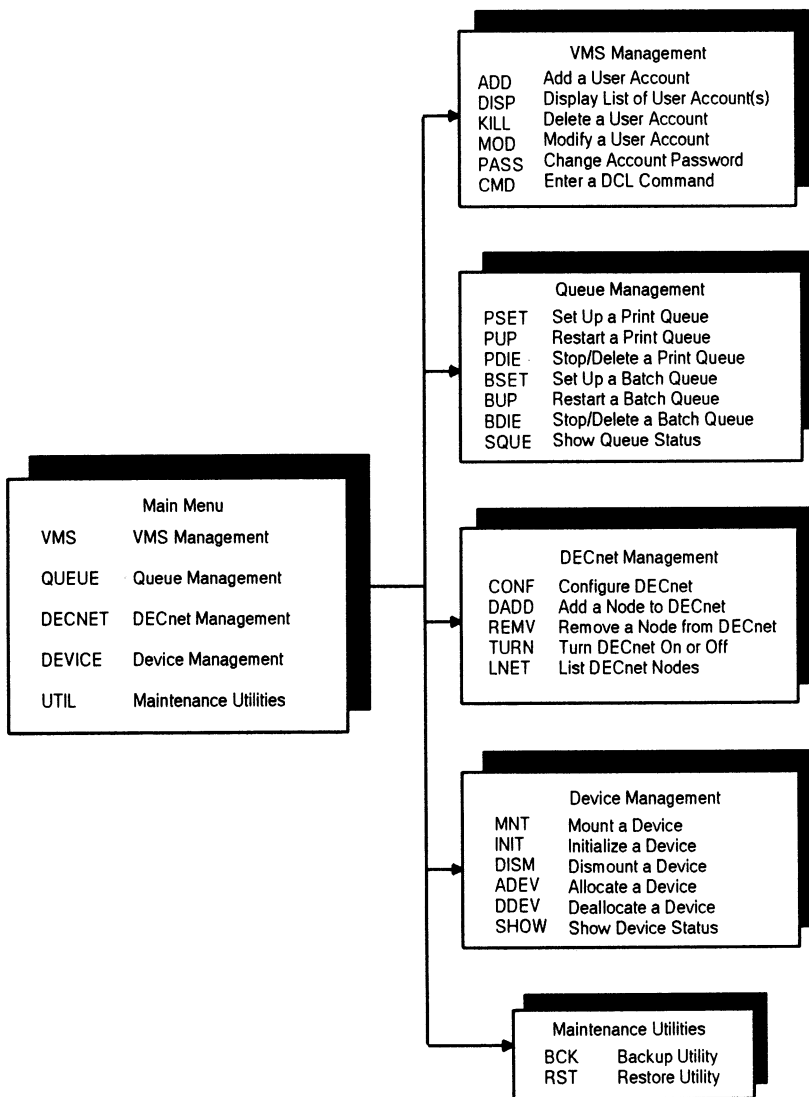 VMS Management
ADD Add a User Account
DISP Display List of User Account(s)
KILL Delete a User Account
MOD Modify a User Account
PASS Change Account Password
CMD Enter a DCL Command
Queue Management
PSET Set Up a Print Queue
PUP Restart a Print Queue
PDIE Stop/Delete a Print Queue
BSET Set Up a Batch Queue
BUP Restart a Batch Queue
BDIE Stop/Delete a Batch Queue
SQUE Show Queue Status
Main Menu
VMS VMS Management
QUEUE Queue Management
DECNET DECnet Management
DEVICE Device Management
UTIL Maintenance Utilities
DECnet Management
CONF Configure DECnet
DADD Add a Node to DECnet
REMV Remove a Node from DECnet
TURN Turn DECnet On or Off
LNET List DECnet Nodes
Device Management
MNT Mount a Device
INIT Initialize a Device
DISM Dismount a Device
ADEV Allocate a Device
DDEV Deallocate a Device
SHOW Show Device Status
Maintenance Utilities
BCK Backup Utility
RST Restore Utility